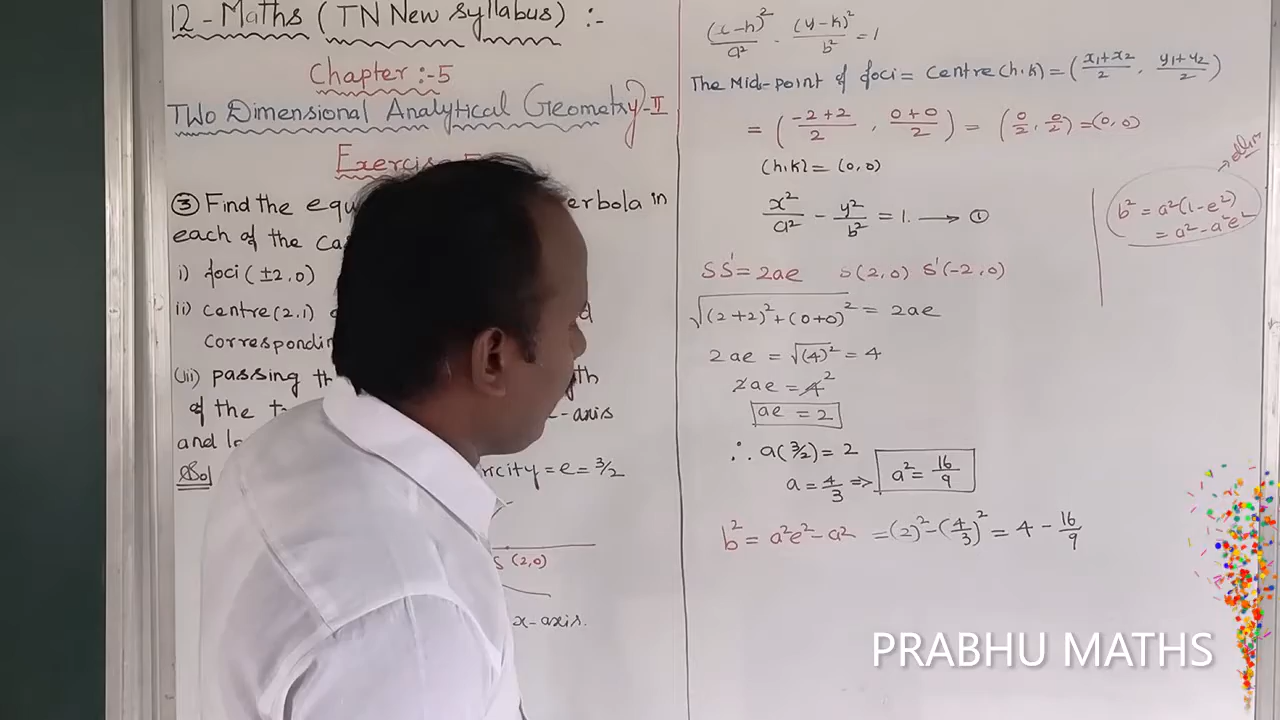 12 - Maths (TN New syllabus) :-
Chapter :- 5
Two Dimensional Analytical Geometry - II
Exercise
③ Find the equ erbola in
each of the ca
i) foci (±2, 0)
ii) centre (2, 1)
correspondin
(iii) passing th th
of the x-axis
and
Sol ricity = e = 3/2
S (2, 0)
x-axis.
(x-h)²/a² - (y-k)²/b² = 1
The Mid-point of foci = Centre (h, k) = (x₁+x₂/2, y₁+y₂/2)
= (-2+2/2, 0+0/2) = (0/2, 0/2) = (0, 0)
(h, k) = (0, 0)
x²/a² - y²/b² = 1. → ①
SS' = 2ae S(2, 0) S'(-2, 0)
√(2+2)²+(0+0)² = 2ae
2ae = √(4)² = 4
2ae = 4 2
ae = 2
∴ a(3/2) = 2
a = 4/3 ⇒ a² = 16/9
b² = a²e² - a² = (2)² - (4/3)² = 4 - 16/9
b² = a²(1-e²)
= a² - a²e²
PRABHU MATHS